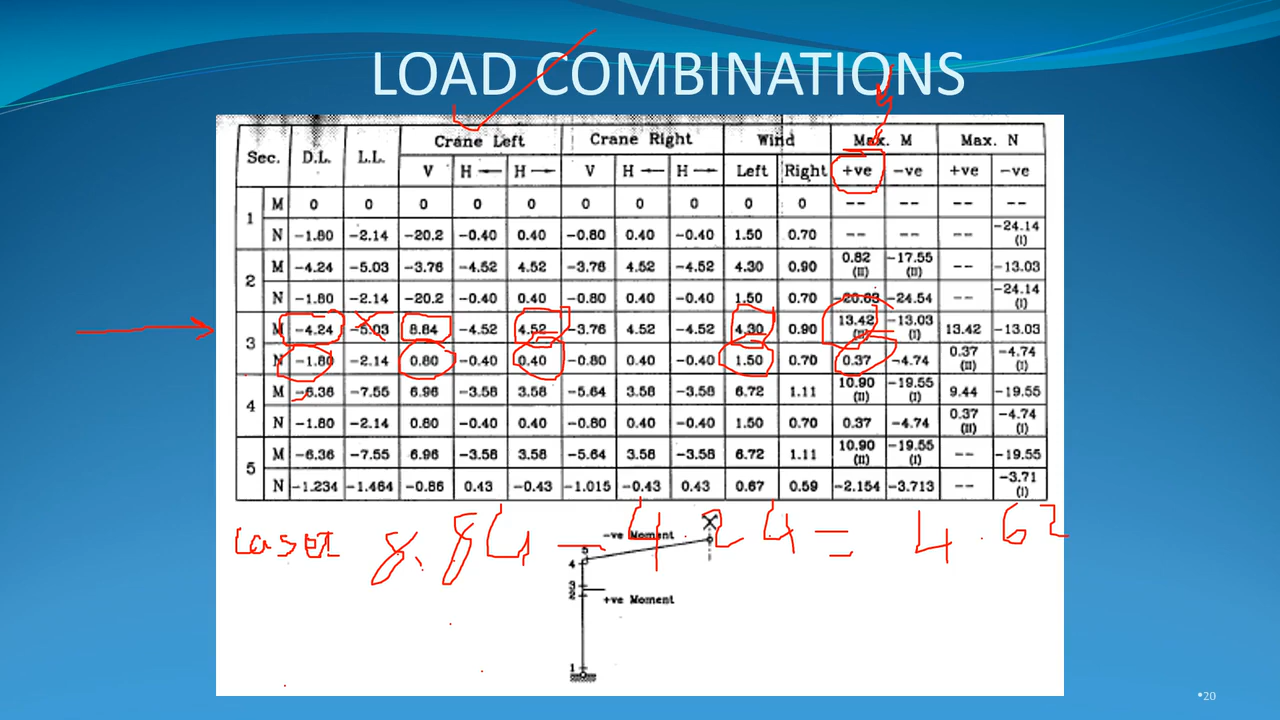 LOAD COMBINATIONS
Sec. D.L. L.L. Crane Left Crane Right Wind Max. M Max. N
V H ← H → V H ← H → Left Right +ve -ve +ve -ve
1 M 0 0 0 0 0 0 0 0 0 0 -- -- -- --
N -1.80 -2.14 -20.2 -0.40 0.40 -0.80 0.40 -0.40 1.50 0.70 -- -- -- -24.14 (I)
2 M -4.24 -5.03 -3.76 -4.52 4.52 -3.76 4.52 -4.52 4.30 0.90 0.82 (II) -17.55 (II) -- -13.03
N -1.80 -2.14 -20.2 -0.40 0.40 -0.80 0.40 -0.40 1.50 0.70 -20.63 -24.54 -24.14 (I)
3 M -4.24 -5.03 8.84 -4.52 4.52 -3.76 4.52 -4.52 4.30 0.90 13.42 (II) -13.03 (I) 13.42 -13.03
N -1.80 -2.14 0.80 -0.40 0.40 -0.80 0.40 -0.40 1.50 0.70 0.37 -4.74 0.37 (II) -4.74 (I)
4 M -6.36 -7.55 6.96 -3.58 3.58 -5.64 3.58 -3.58 6.72 1.11 10.90 (II) -19.55 (I) 9.44 -19.55
N -1.80 -2.14 0.80 -0.40 0.40 -0.80 0.40 -0.40 1.50 0.70 0.37 -4.74 0.37 (II) -4.74 (I)
5 M -6.36 -7.55 6.96 -3.58 3.58 -5.64 3.58 -3.58 6.72 1.11 10.90 (II) -19.55 (I) -- -19.55
N -1.234 -1.464 -0.86 0.43 -0.43 -1.015 -0.43 0.43 0.67 0.59 -2.154 -3.713 -- -3.71 (I)
8.84 - 4.24 = 4.62
-ve Moment
5
4
3
2
+ve Moment
1
•20